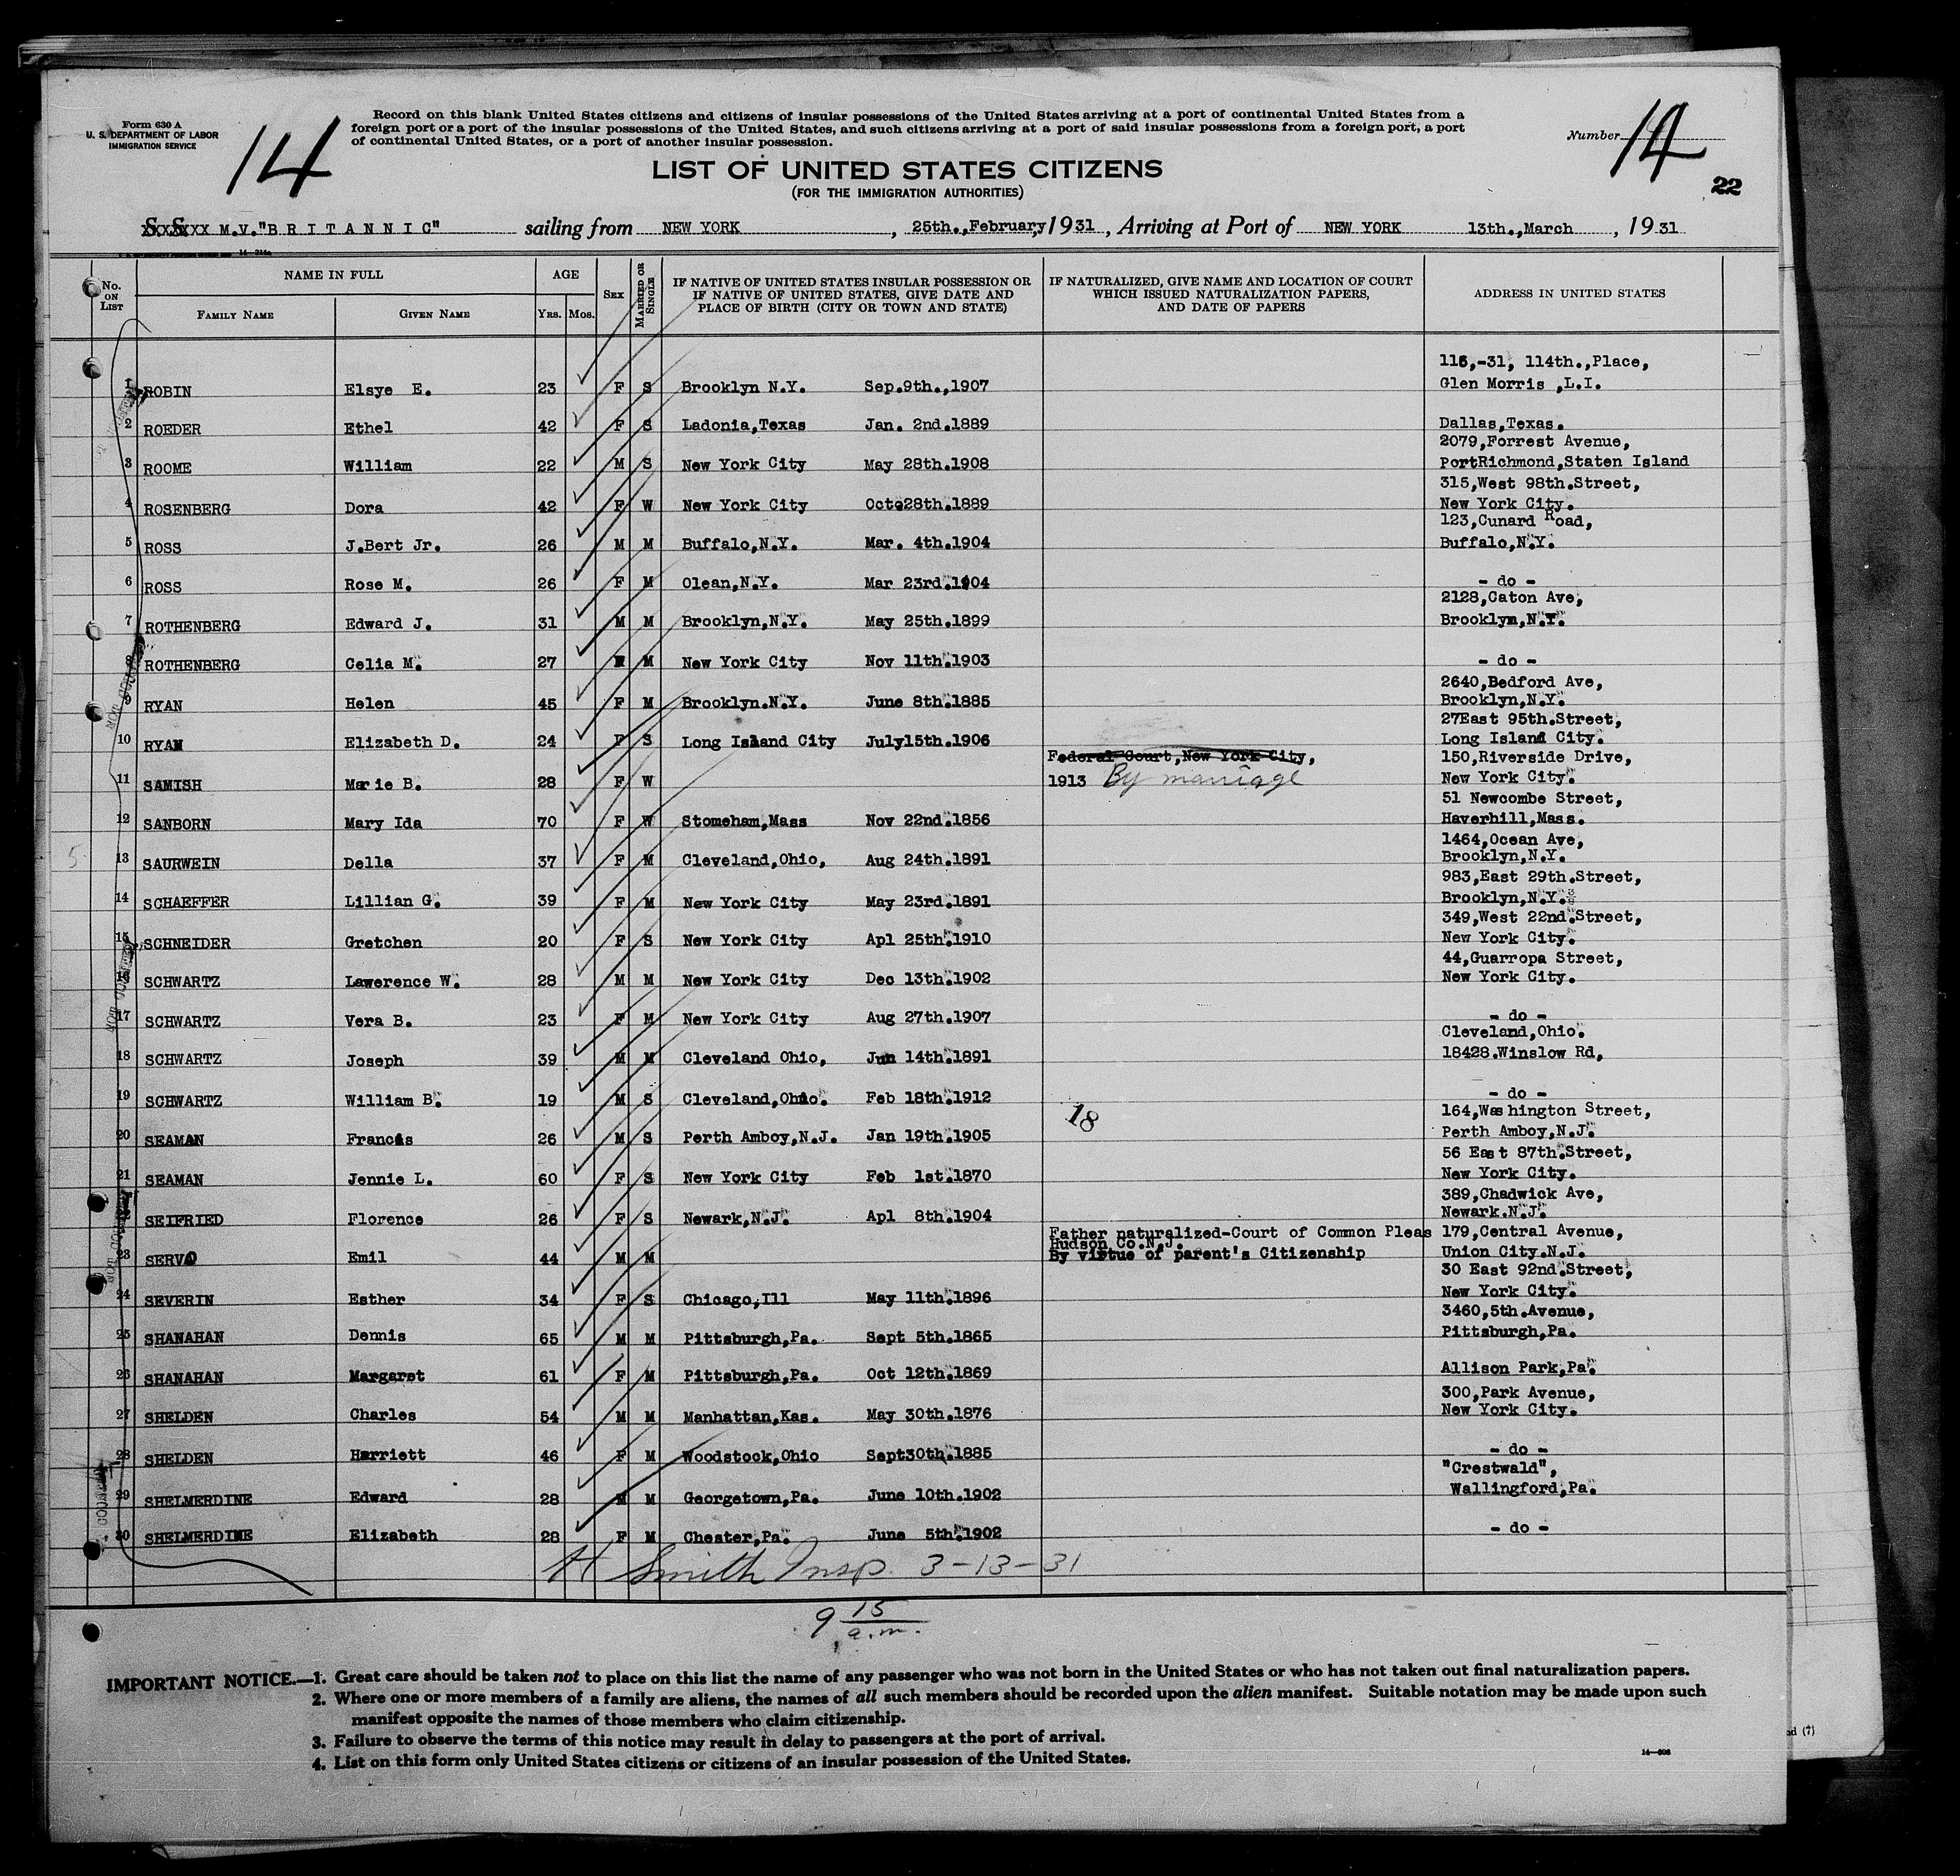 Form 630 A
U. S. DEPARTMENT OF LABOR
IMMIGRATION SERVICE
14
Record on this blank United States citizens and citizens of insular possessions of the United States arriving at a port of continental United States from a
foreign port or a port of the insular possessions of the United States, and such citizens arriving at a port of said insular possessions from a foreign port, a port
of continental United States, or a port of another insular possession.
Number 14
22
LIST OF UNITED STATES CITIZENS
(FOR THE IMMIGRATION AUTHORITIES)
S. S. M.V."BRITANNIC" sailing from NEW YORK, 25th.,February, 1931, Arriving at Port of NEW YORK 13th.,March, 1931
No. ON LIST
NAME IN FULL
FAMILY NAME GIVEN NAME
AGE
YRS. MOS.
SEX
MARRIED OR SINGLE
IF NATIVE OF UNITED STATES INSULAR POSSESSION OR
IF NATIVE OF UNITED STATES, GIVE DATE AND
PLACE OF BIRTH (CITY OR TOWN AND STATE)
IF NATURALIZED, GIVE NAME AND LOCATION OF COURT
WHICH ISSUED NATURALIZATION PAPERS,
AND DATE OF PAPERS
ADDRESS IN UNITED STATES
116,-31, 114th.,Place,
1 ROBIN Elsye E. 23 F S Brooklyn N.Y. Sep.9th.,1907 Glen Morris ,L.I.
2 ROEDER Ethel 42 F S Ladonia,Texas Jan. 2nd.1889 Dallas,Texas.
2079,Forrest Avenue,
3 ROOME William 22 M S New York City May 28th.1908 PortRichmond,Staten Island
315,West 98th.Street,
4 ROSENBERG Dora 42 F W New York City Oct.28th.1889 New York City.
123,Cunard Road,
5 ROSS J.Bert Jr. 26 M M Buffalo,N.Y. Mar. 4th.1904 Buffalo,N.Y.
6 ROSS Rose M. 26 F M Olean,N.Y. Mar 23rd.1904 - do -
2128,Caton Ave,
7 ROTHENBERG Edward J. 31 M M Brooklyn,N.Y. May 25th.1899 Brooklyn,N.Y.
8 ROTHENBERG Celia M. 27 M New York City Nov 11th.1903 - do -
2640,Bedford Ave,
9 RYAN Helen 45 F M Brooklyn.N.Y. June 8th.1885 Brooklyn,N.Y.
27East 95th.Street,
10 RYAN Elizabeth D. 24 F S Long Island City July15th.1906 Long Island City.
Federal Court,New York City, 150,Riverside Drive,
11 SAMISH Marie B. 28 F W 1913 By marriage New York City.
51 Newcombe Street,
12 SANBORN Mary Ida 70 F W Stomeham,Mass Nov 22nd.1856 Haverhill,Mass.
1464,Ocean Ave,
5 13 SAURWEIN Della 37 F M Cleveland,Ohio, Aug 24th.1891 Brooklyn,N.Y.
983,East 29th.Street,
14 SCHAEFFER Lillian G. 39 F M New York City May 23rd.1891 Brooklyn,N.Y.
349,West 22nd.Street,
15 SCHNEIDER Gretchen 20 F S New York City Apl 25th.1910 New York City.
44,Guarropa Street,
16 SCHWARTZ Lawerence W. 28 M M New York City Dec 13th.1902 New York City.
17 SCHWARTZ Vera B. 23 F M New York City Aug 27th.1907 - do -
Cleveland,Ohio.
18 SCHWARTZ Joseph 39 M M Cleveland Ohio, Jun 14th.1891 18428.Winslow Rd,
19 SCHWARTZ William B. 19 M S Cleveland,Ohio. Feb 18th.1912 - do -
18 164,Washington Street,
20 SEAMAN Francis 26 M S Perth Amboy,N.J. Jan 19th.1905 Perth Amboy,N.J.
56 East 87th.Street,
21 SEAMAN Jennie L. 60 F S New York City Feb 1st.1870 New York City.
389,Chadwick Ave,
SEIFRIED Florence 26 F S Newark,N.J. Apl 8th.1904 Newark.N.J.
Father naturalized-Court of Common Pleas 179,Central Avenue,
Hudson Co.N.J.
23 SERVO Emil 44 M M By virtue of parent's Citizenship Union City.N.J.
30 East 92nd.Street,
24 SEVERIN Esther 34 F S Chicago,Ill May 11th.1896 New York City.
3460,5th.Avenue,
25 SHANAHAN Dennis 65 M M Pittsburgh,Pa. Sept 5th.1865 Pittsburgh,Pa.
26 SHANAHAN Margaret 61 F M Pittsburgh,Pa. Oct 12th.1869 Allison Park,Pa.
300,Park Avenue,
27 SHELDEN Charles 54 M M Manhattan,Kas. May 30th.1876 New York City.
28 SHELDEN Harriett 46 F M Woodstock,Ohio Sept30th.1885 - do -
"Crestwald",
29 SHELMERDINE Edward 28 M M Georgetown,Pa. June 10th.1902 Wallingford,Pa.
30 SHELMERDINE Elizabeth 28 F M Chester,Pa. June 5th.1902 - do -
H Smith Insp. 3-13-31
9 15 a.m.
IMPORTANT NOTICE.—1. Great care should be taken not to place on this list the name of any passenger who was not born in the United States or who has not taken out final naturalization papers.
2. Where one or more members of a family are aliens, the names of all such members should be recorded upon the alien manifest. Suitable notation may be made upon such
manifest opposite the names of those members who claim citizenship.
3. Failure to observe the terms of this notice may result in delay to passengers at the port of arrival.
4. List on this form only United States citizens or citizens of an insular possession of the United States.
14—606
nd (7)